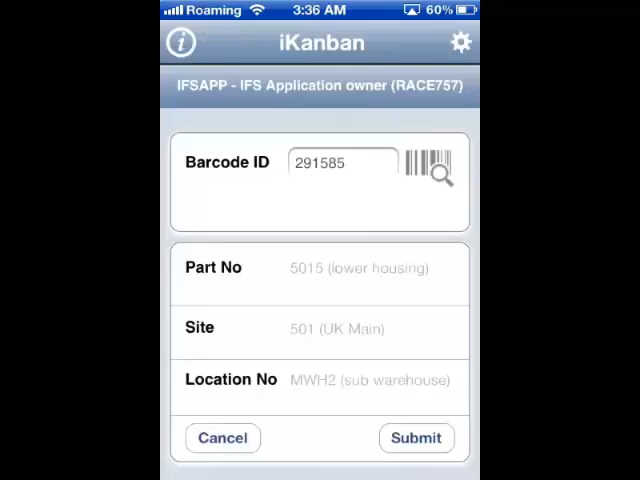 Roaming 3:36 AM 60%
i iKanban
IFSAPP - IFS Application owner (RACE757)
Barcode ID 291585
Part No 5015 (lower housing)
Site 501 (UK Main)
Location No MWH2 (sub warehouse)
Cancel Submit